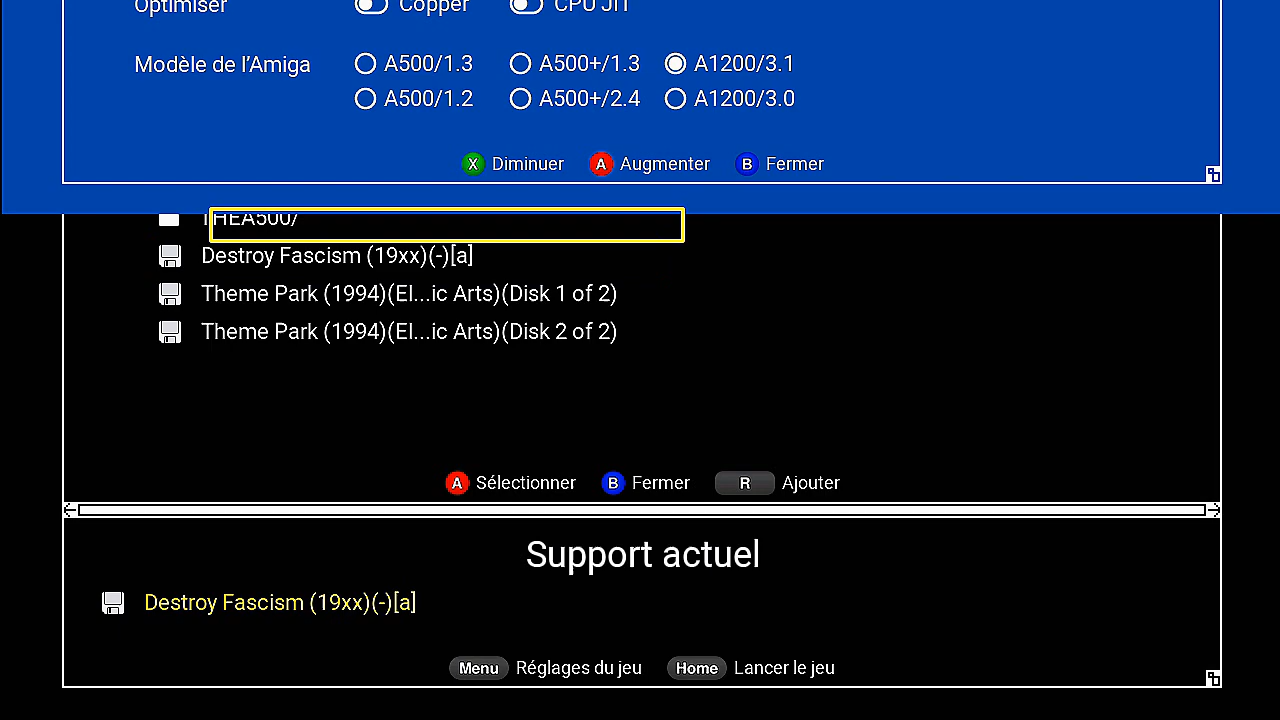 Optimiser Copper CPU JIT
Modèle de l'Amiga A500/1.3 A500+/1.3 A1200/3.1
A500/1.2 A500+/2.4 A1200/3.0
X Diminuer A Augmenter B Fermer
THEA500/
Destroy Fascism (19xx)(-)[a]
Theme Park (1994)(El...ic Arts)(Disk 1 of 2)
Theme Park (1994)(El...ic Arts)(Disk 2 of 2)
A Sélectionner B Fermer R Ajouter
Support actuel
Destroy Fascism (19xx)(-)[a]
Menu Réglages du jeu Home Lancer le jeu